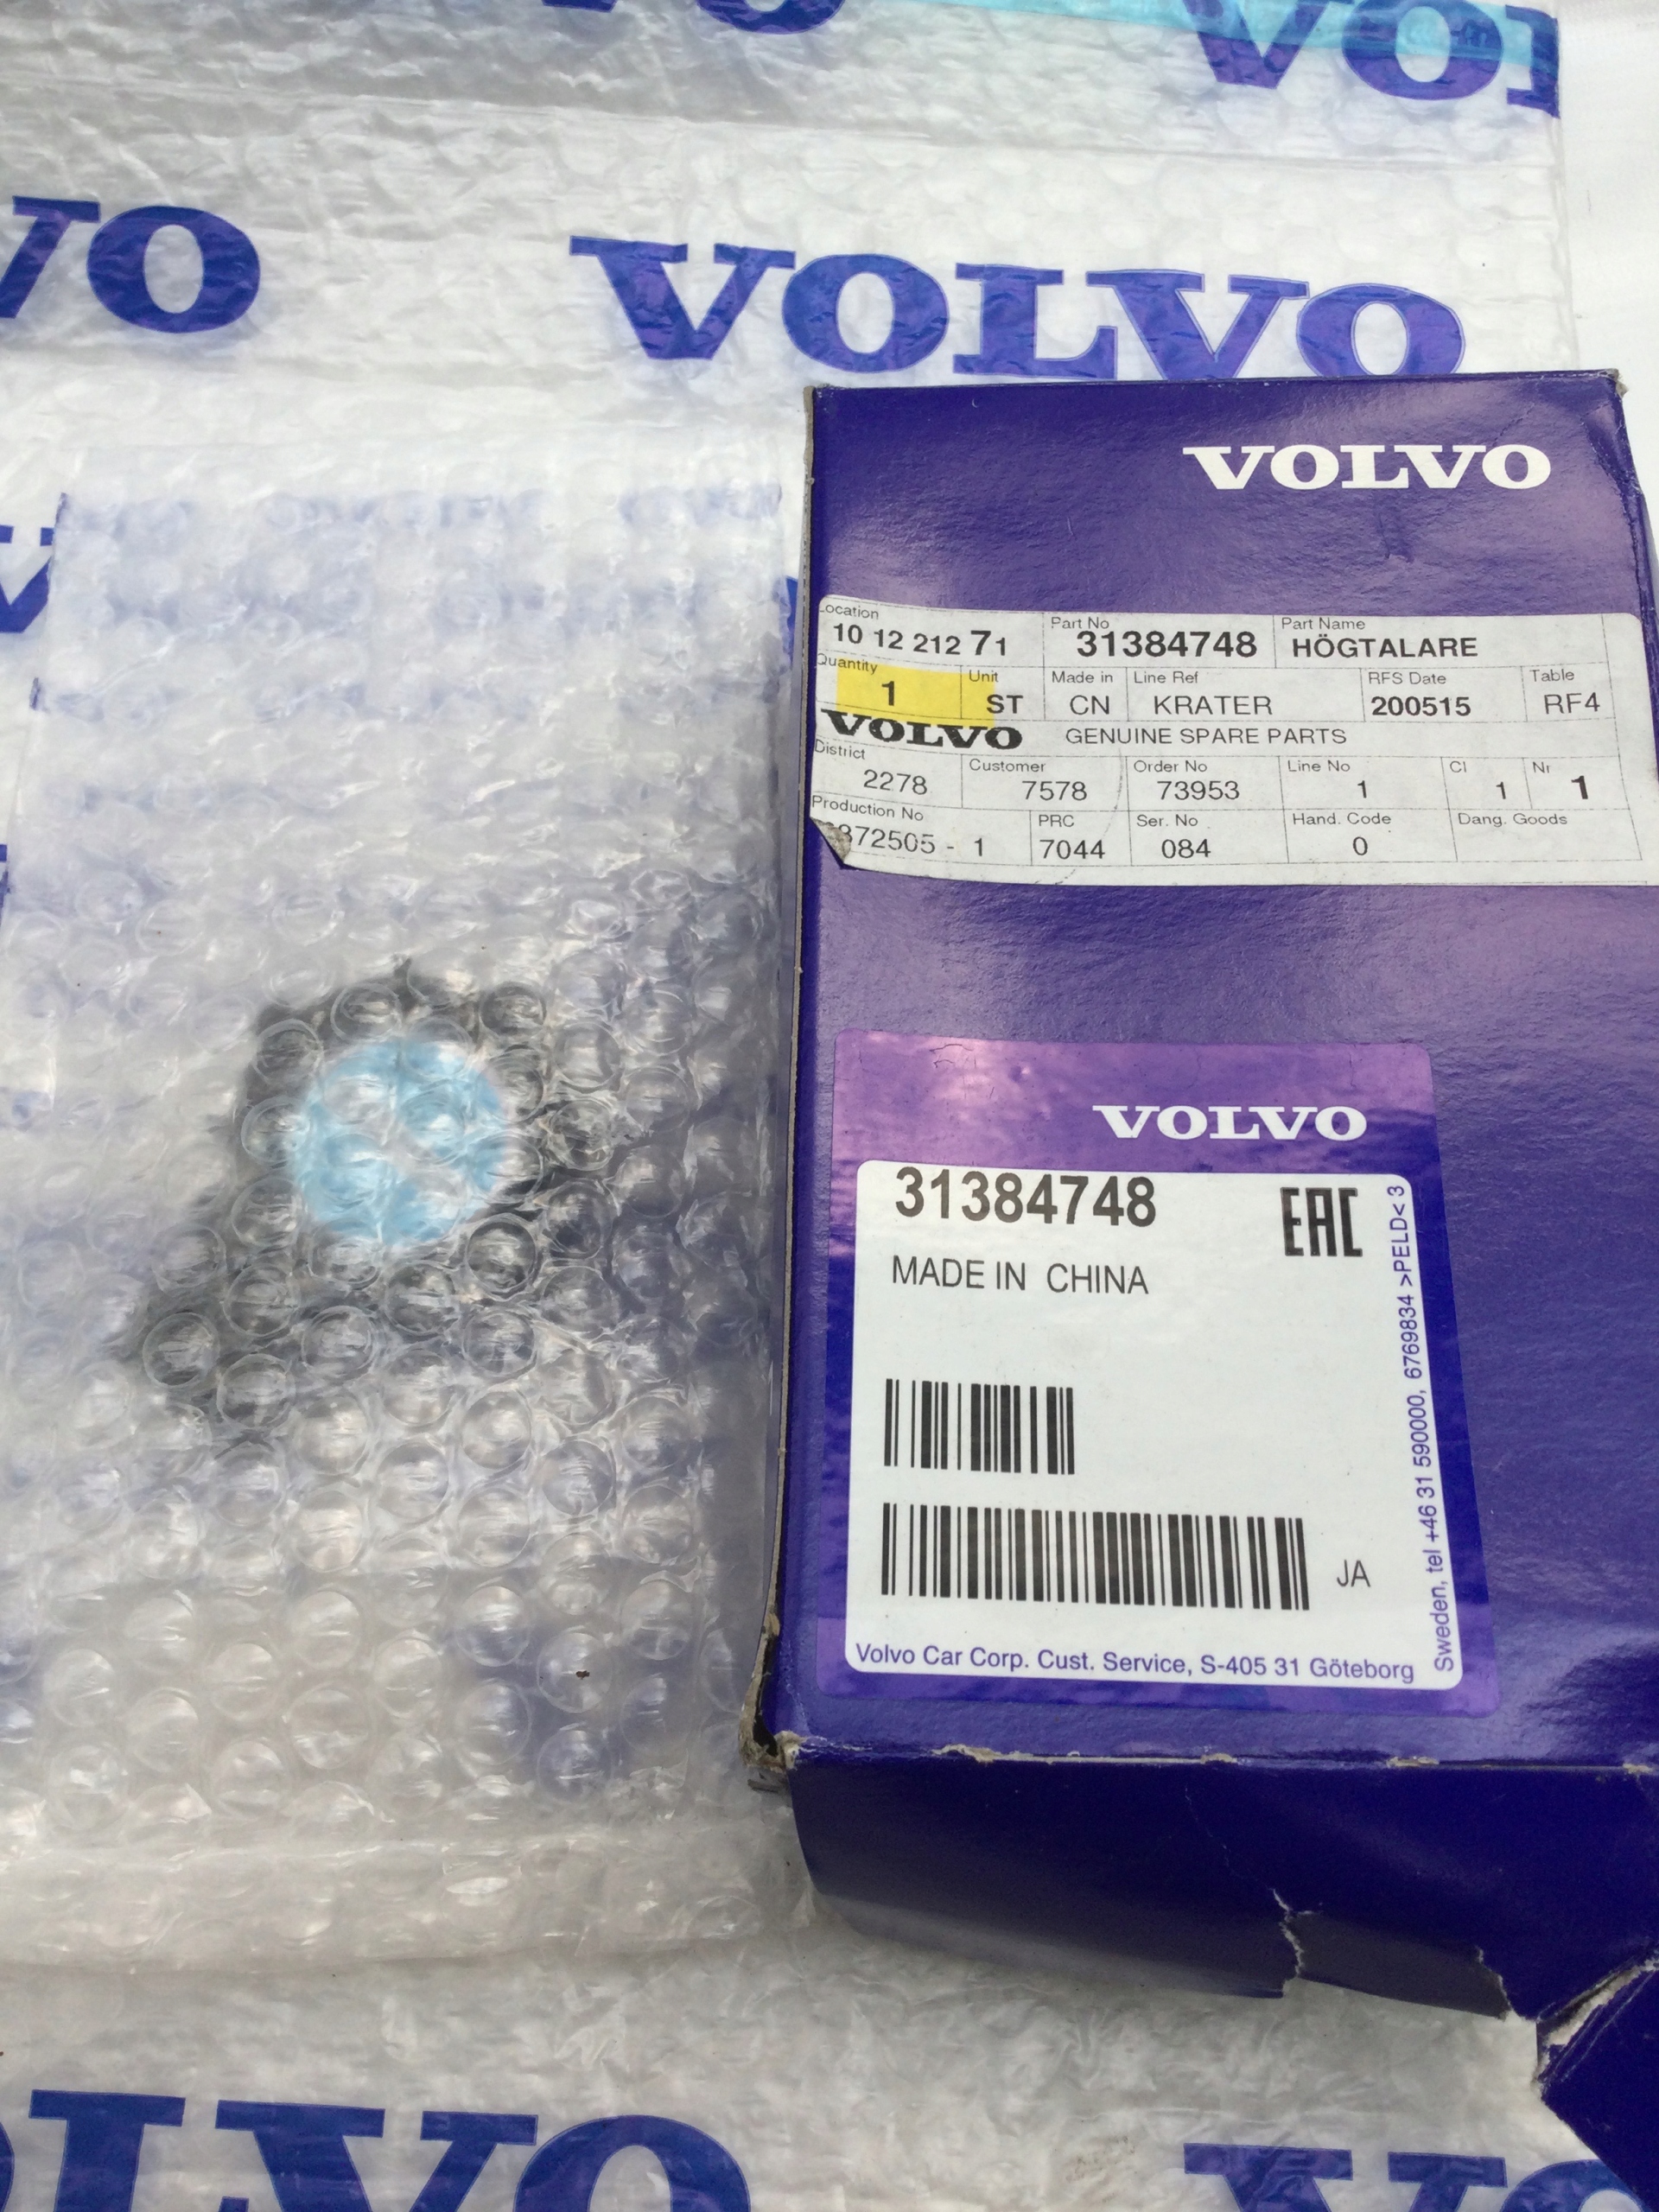 VOLVO
VOLVO
Location Part No Part Name
10 12 212 71 31384748 HÖGTALARE
Quantity Unit Made in Line Ref RFS Date Table
1 ST CN KRATER 200515 RF4
VOLVO GENUINE SPARE PARTS
District Customer Order No Line No Cl Nr
2278 7578 73953 1 1 1
Production No PRC Ser. No Hand. Code Dang. Goods
872505 - 1 7044 084 0
VOLVO
31384748
EAC
MADE IN CHINA
JA
Volvo Car Corp. Cust. Service, S-405 31 Göteborg
Sweden, tel +46 31 590000, 6769834 >PELD< 3